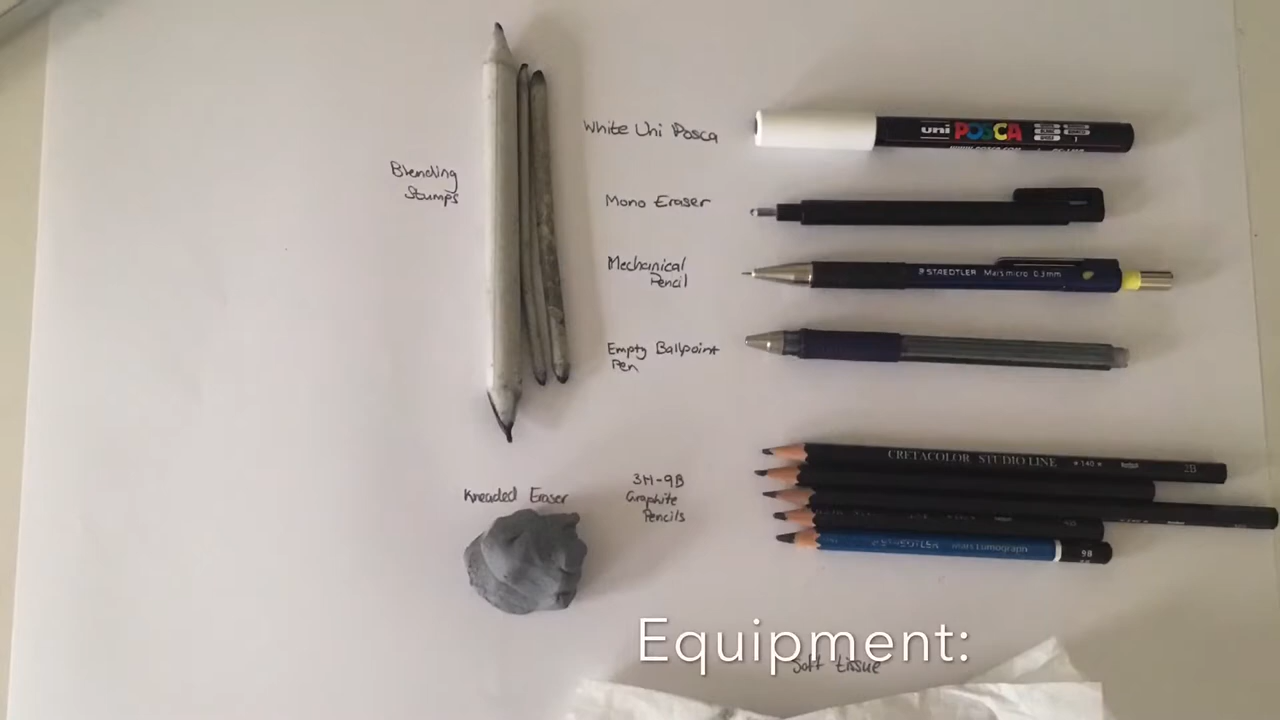 Blending
Stumps
White Uni Posca
uni POSCA
Mono Eraser
Mechanical
Pencil
STAEDTLER Mars micro 0.3mm
Empty Ballpoint
Pen
Kneaded Eraser
3H-9B
Graphite
Pencils
CRETACOLOR STUDIO LINE 140 2B
STAEDTLER Mars Lumograph 9B
Equipment:
Soft tissue